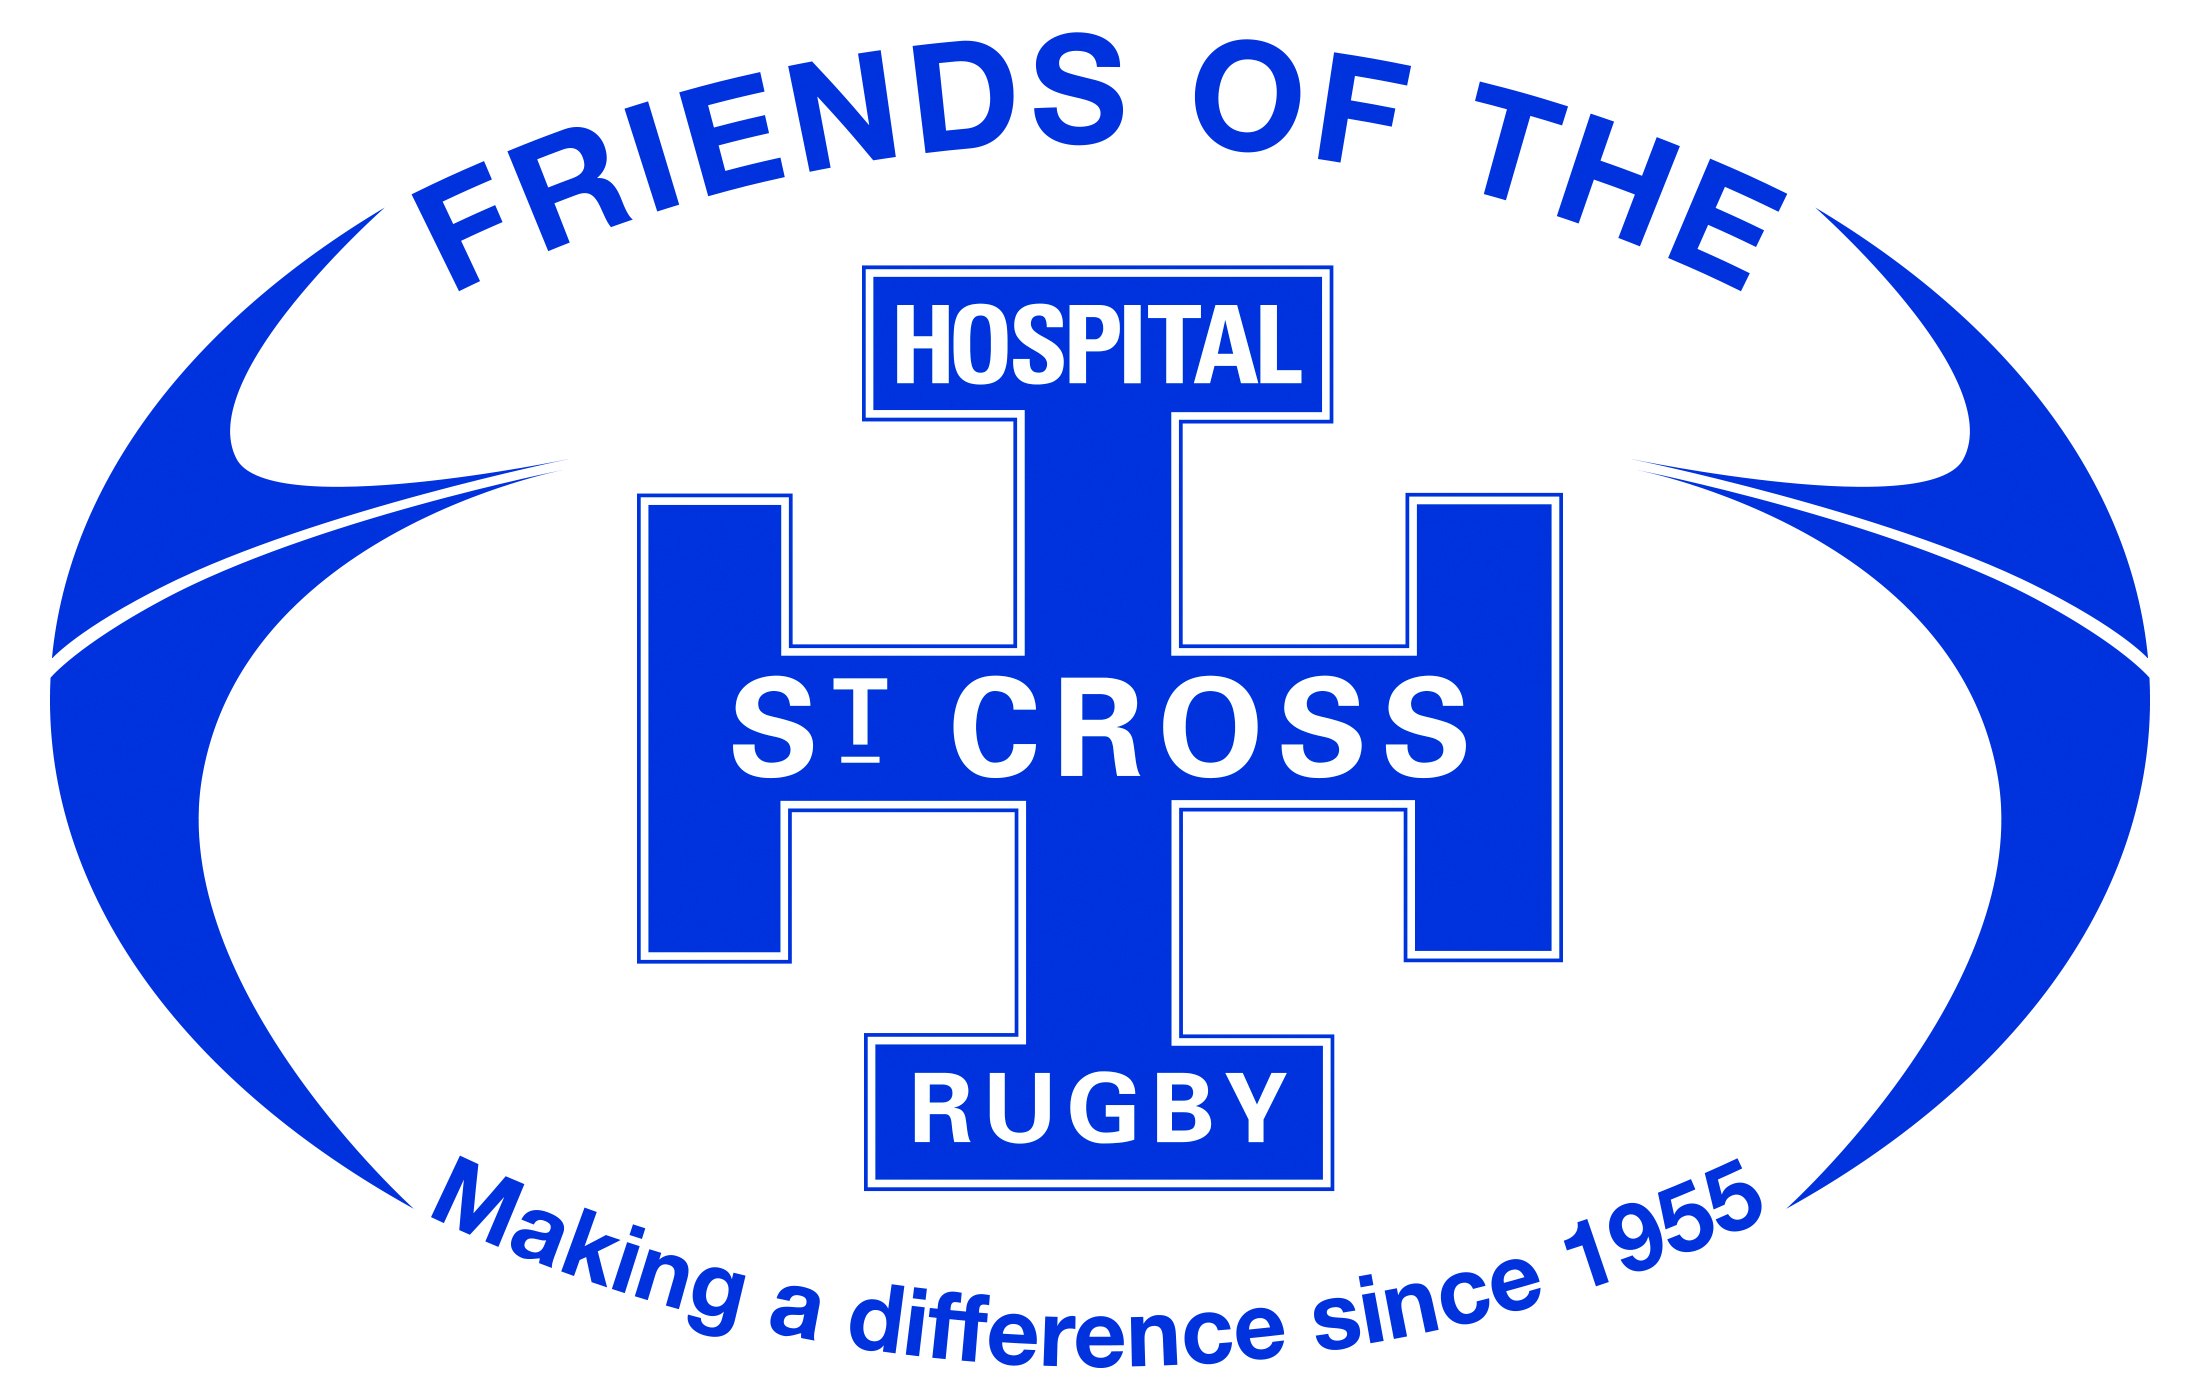 FRIENDS OF THE
HOSPITAL
ST CROSS
RUGBY
Making a difference since 1955